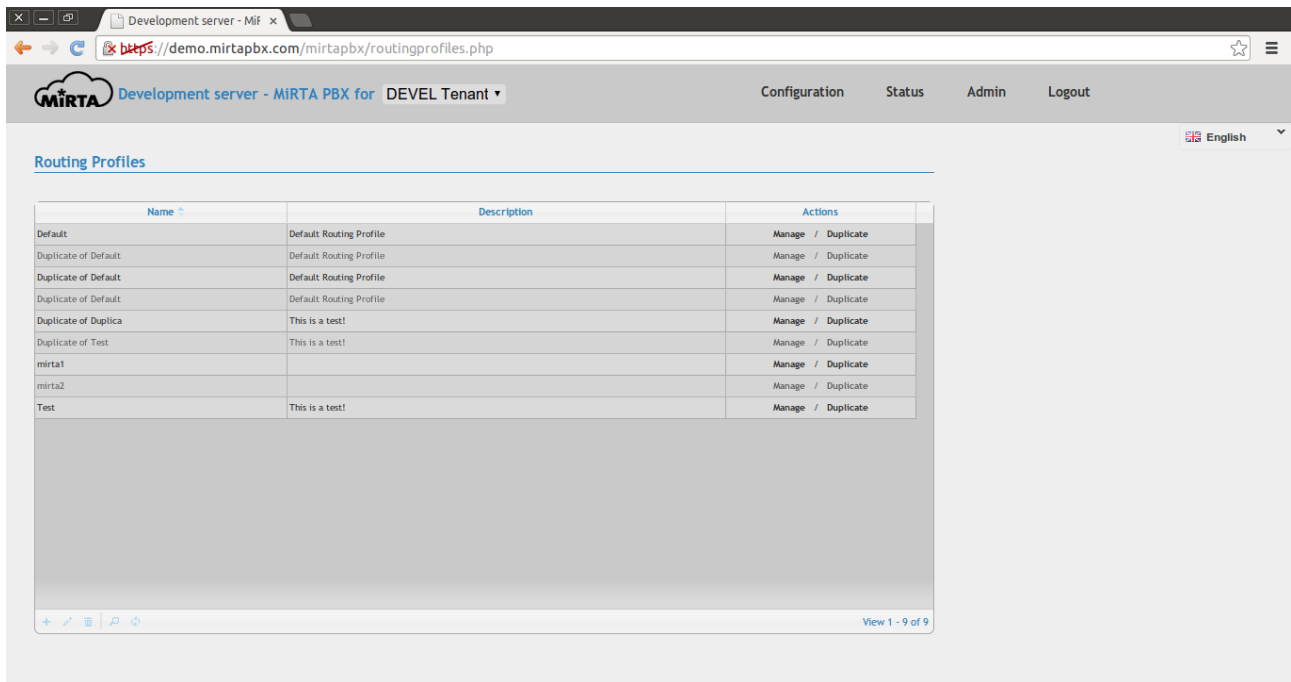 Development server - MiF
https://demo.mirtapbx.com/mirtapbx/routingprofiles.php
MiRTA Development server - MiRTA PBX for DEVEL Tenant Configuration Status Admin Logout
English
Routing Profiles
Name Description Actions
Default Default Routing Profile Manage / Duplicate
Duplicate of Default Default Routing Profile Manage / Duplicate
Duplicate of Default Default Routing Profile Manage / Duplicate
Duplicate of Default Default Routing Profile Manage / Duplicate
Duplicate of Duplica This is a test! Manage / Duplicate
Duplicate of Test This is a test! Manage / Duplicate
mirta1 Manage / Duplicate
mirta2 Manage / Duplicate
Test This is a test! Manage / Duplicate
View 1 - 9 of 9